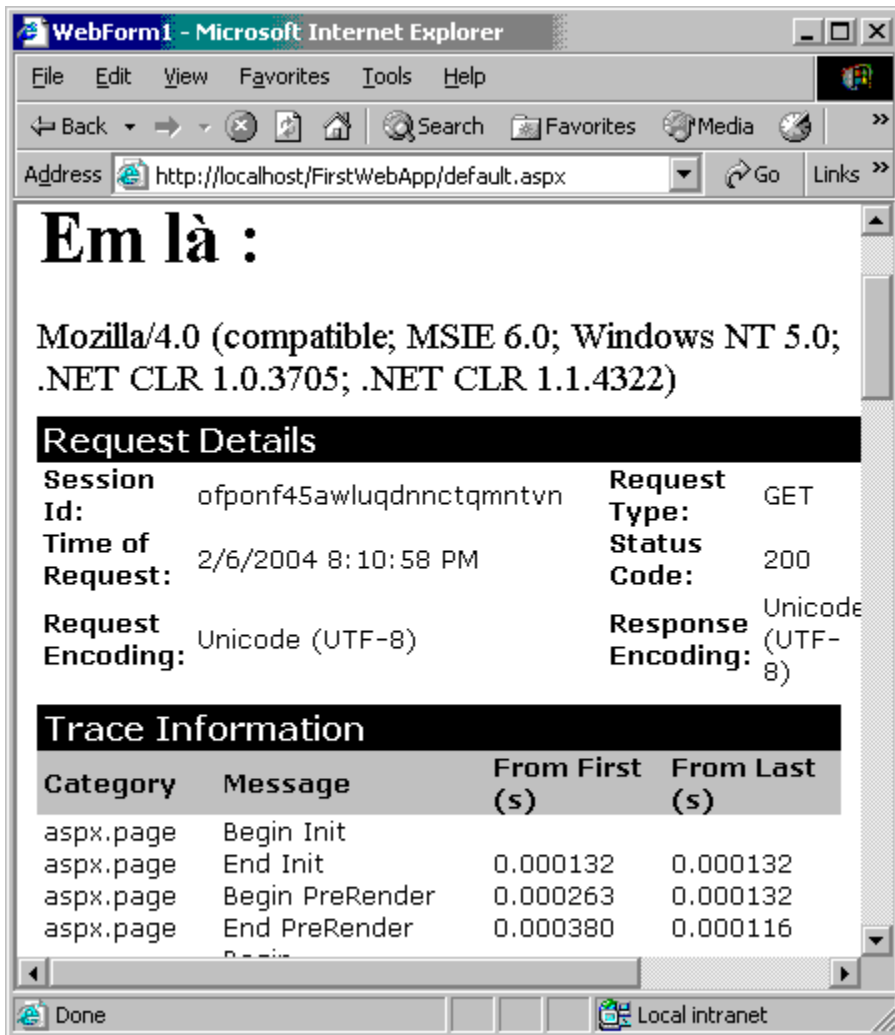 WebForm1 - Microsoft Internet Explorer
File Edit View Favorites Tools Help
Back Search Favorites Media »
Address http://localhost/FirstWebApp/default.aspx Go Links »
Em là :
Mozilla/4.0 (compatible; MSIE 6.0; Windows NT 5.0;
.NET CLR 1.0.3705; .NET CLR 1.1.4322)
Request Details
Session Id: ofponf45awluqdnnctqmntvn Request Type: GET
Time of Request: 2/6/2004 8:10:58 PM Status Code: 200
Request Encoding: Unicode (UTF-8) Response Encoding: Unicode (UTF-8)
Trace Information
Category Message From First (s) From Last (s)
aspx.page Begin Init
aspx.page End Init 0.000132 0.000132
aspx.page Begin PreRender 0.000263 0.000132
aspx.page End PreRender 0.000380 0.000116
Done Local intranet